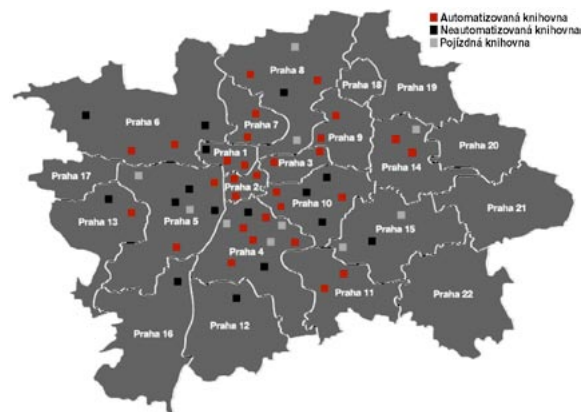 Automatizovaná knihovna
Neautomatizovaná knihovna
Pojízdná knihovna
Praha 8
Praha 18
Praha 19
Praha 6
Praha 7
Praha 9
Praha 1
Praha 3
Praha 20
Praha 14
Praha 17
Praha 2
Praha 10
Praha 21
Praha 13
Praha 5
Praha 15
Praha 4
Praha 11
Praha 22
Praha 16
Praha 12